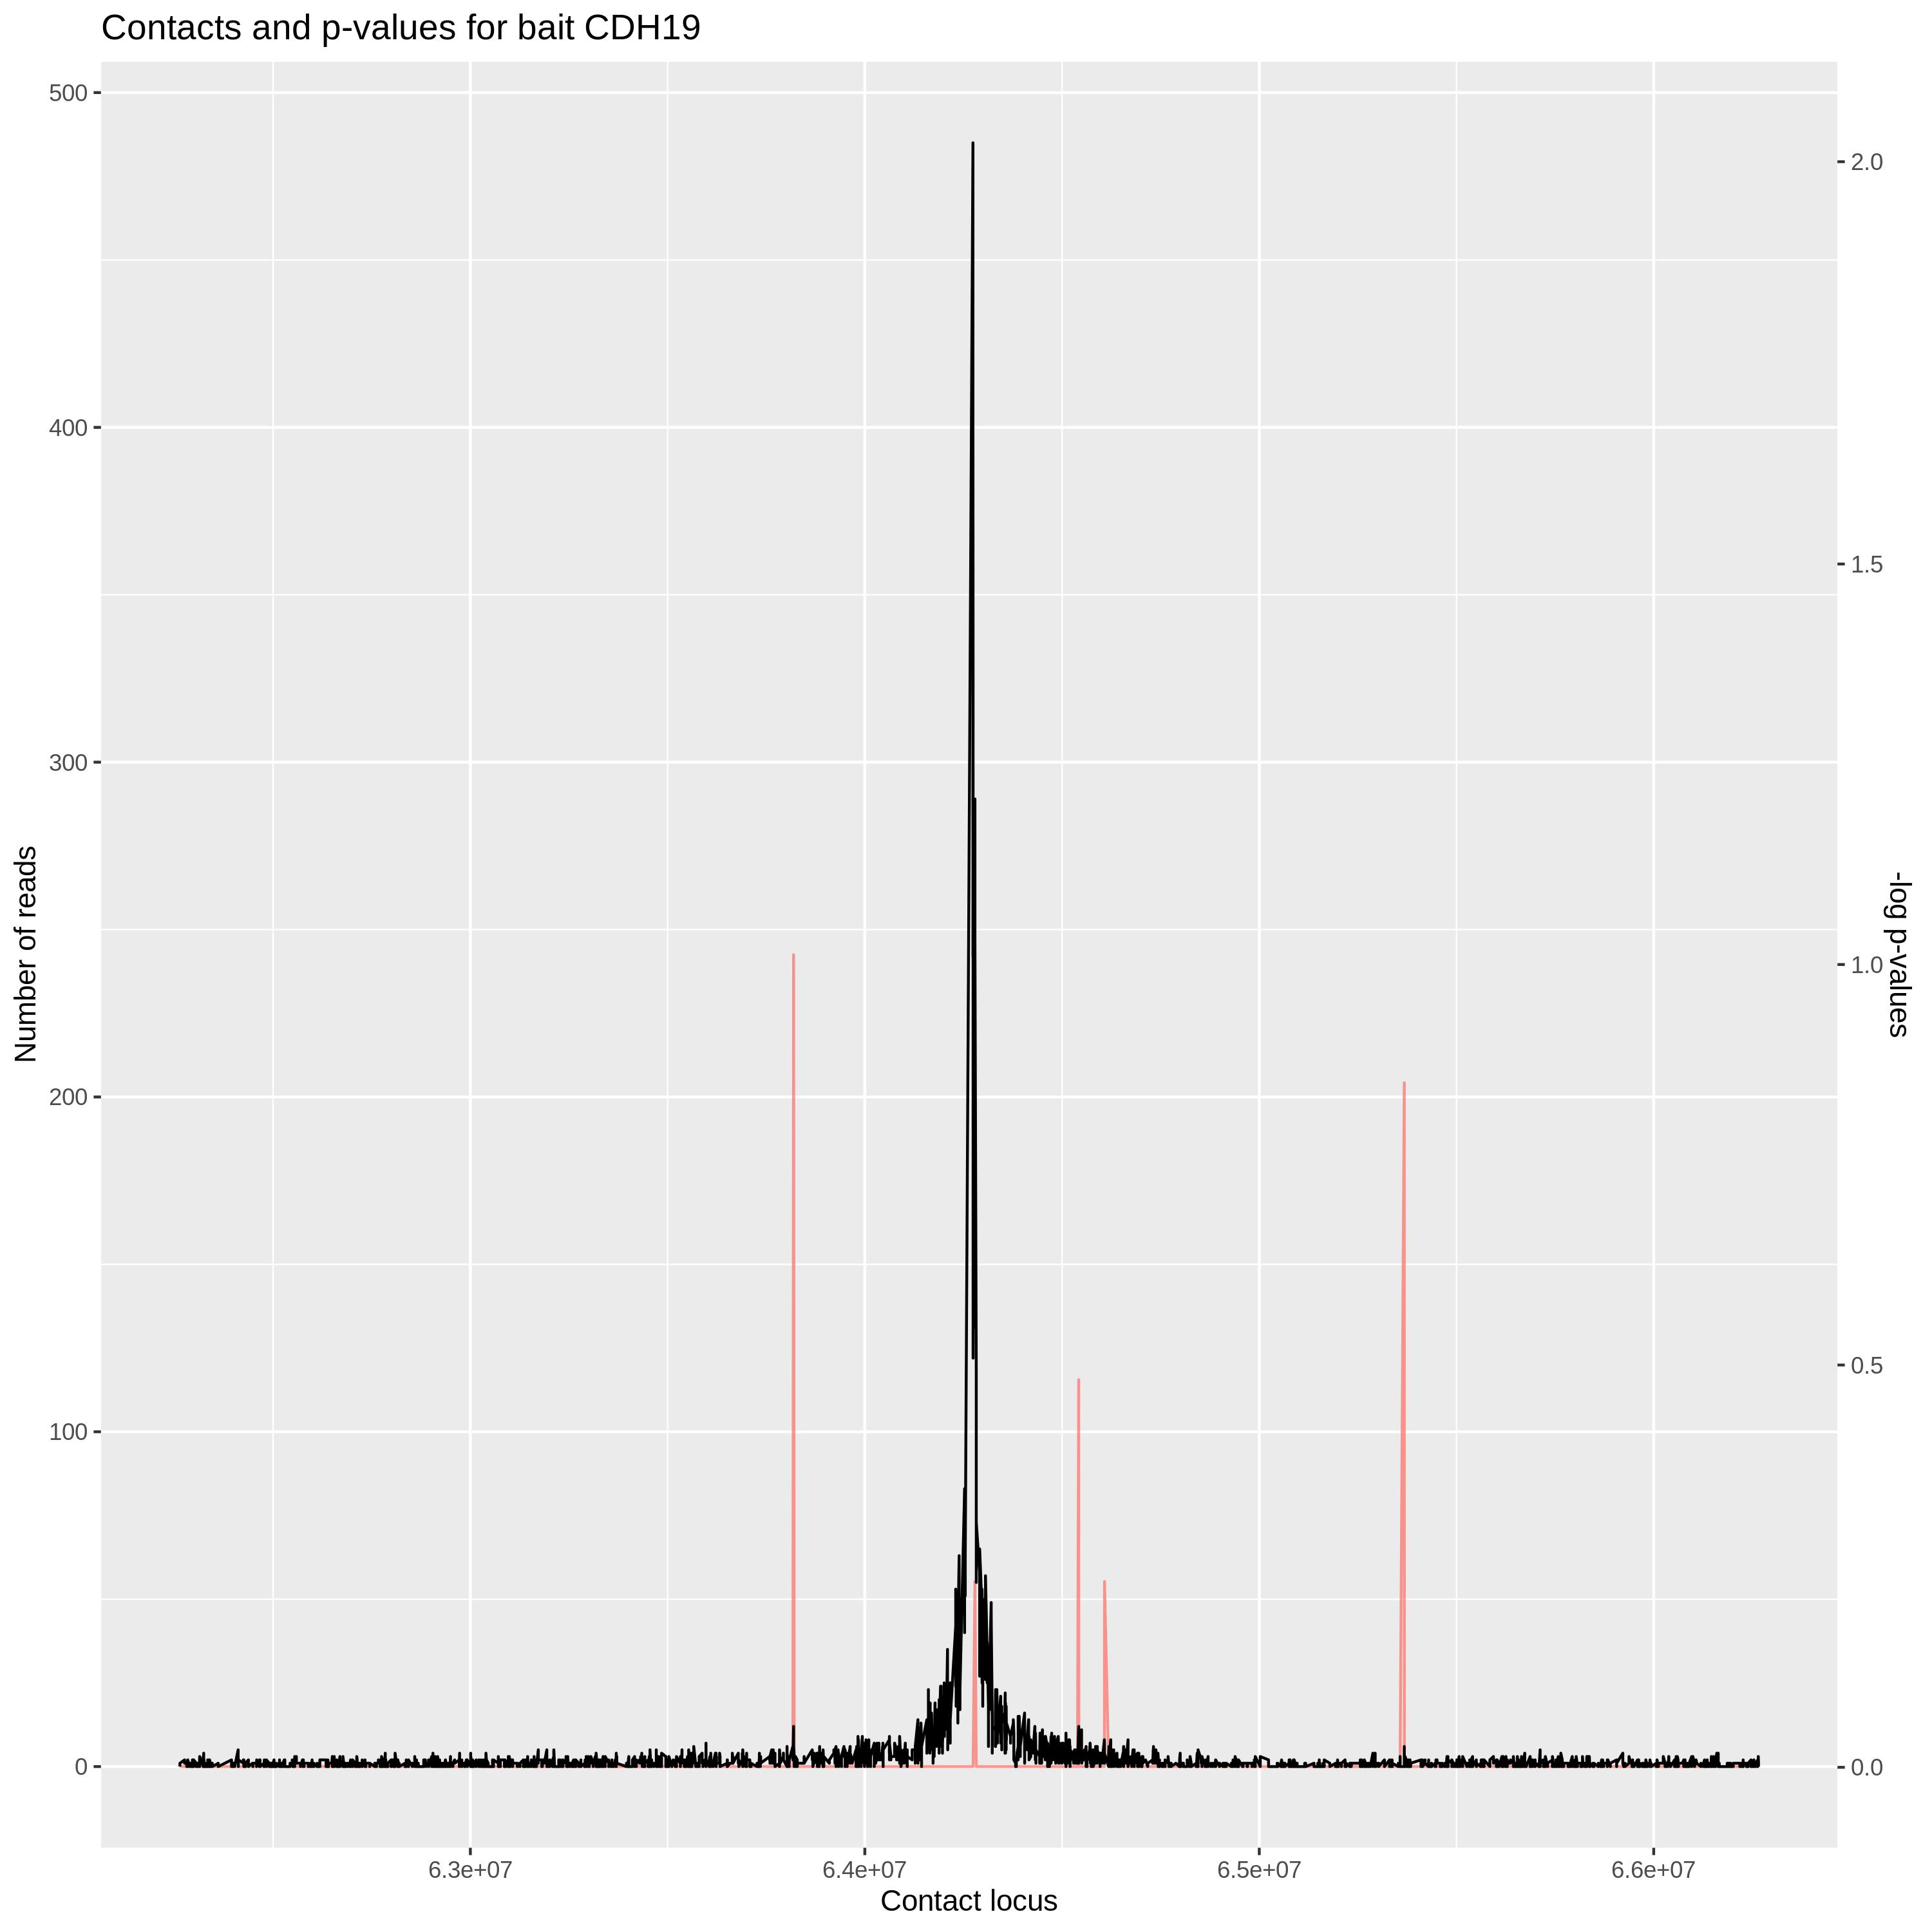 Contacts and p-values for bait CDH19
500
400
300
200
100
0
Number of reads
2.0
1.5
1.0
0.5
0.0
-log p-values
6.3e+07
6.4e+07
6.5e+07
6.6e+07
Contact locus